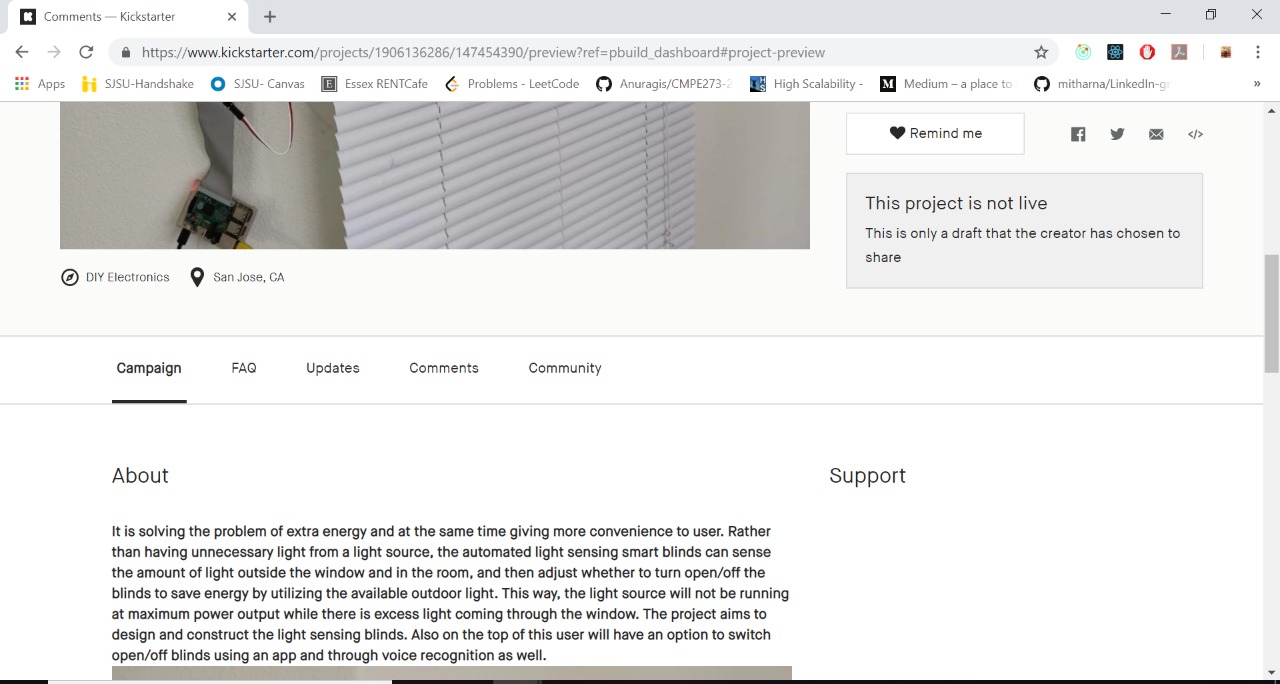 Comments — Kickstarter
https://www.kickstarter.com/projects/1906136286/147454390/preview?ref=pbuild_dashboard#project-preview
Apps SJSU-Handshake SJSU- Canvas Essex RENTCafe Problems - LeetCode Anuragis/CMPE273-2 High Scalability - Medium – a place to mitharna/LinkedIn-gr »
Remind me
This project is not live
This is only a draft that the creator has chosen to
share
DIY Electronics San Jose, CA
Campaign FAQ Updates Comments Community
About
Support
It is solving the problem of extra energy and at the same time giving more convenience to user. Rather
than having unnecessary light from a light source, the automated light sensing smart blinds can sense
the amount of light outside the window and in the room, and then adjust whether to turn open/off the
blinds to save energy by utilizing the available outdoor light. This way, the light source will not be running
at maximum power output while there is excess light coming through the window. The project aims to
design and construct the light sensing blinds. Also on the top of this user will have an option to switch
open/off blinds using an app and through voice recognition as well.